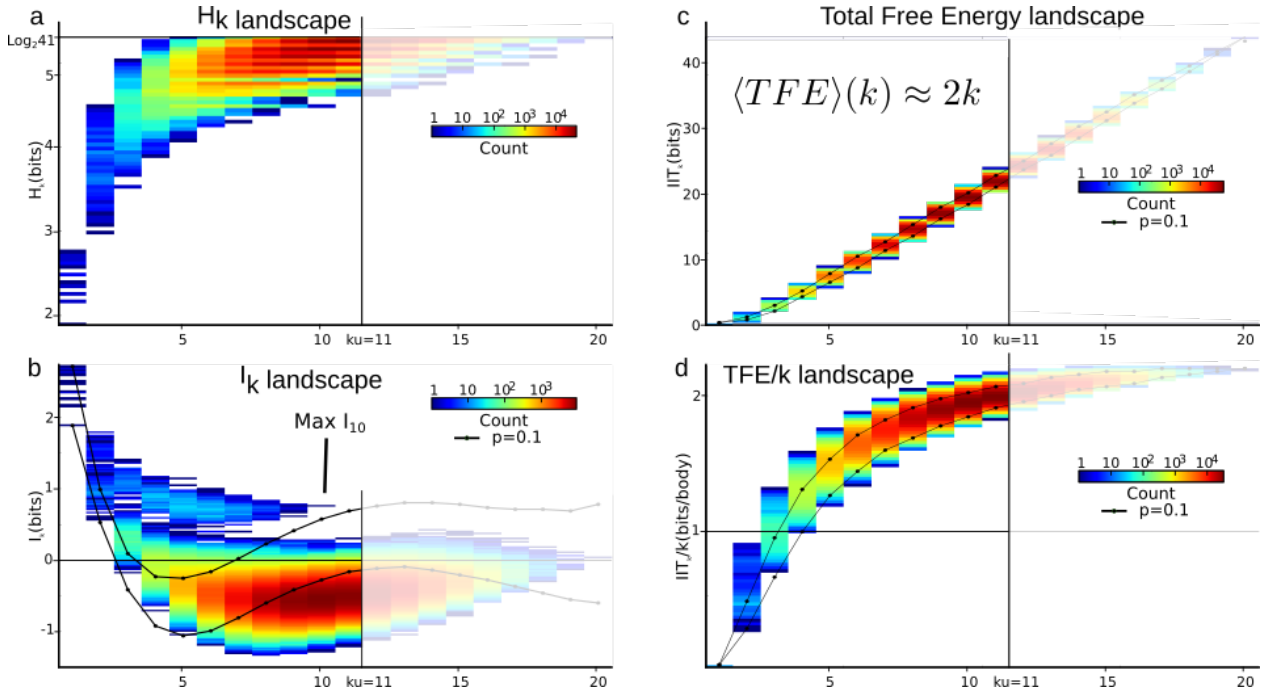 a
Hk landscape
Log₂41
5
4
3
2
Hₖ(bits)
1 10 10² 10³ 10⁴
Count
5 10 ku=11 15 20
c
Total Free Energy landscape
⟨TFE⟩(k) ≈ 2k
40
30
20
10
0
IITₖ(bits)
1 10 10² 10³ 10⁴
Count
p=0.1
5 10 ku=11 15 20
b
Ik landscape
2
1
0
-1
Iₖ(bits)
Max I₁₀
1 10 10² 10³
Count
p=0.1
5 10 ku=11 15 20
d
TFE/k landscape
2
1
IITₖ/k(bits/body)
1 10 10² 10³ 10⁴
Count
p=0.1
5 10 ku=11 15 20